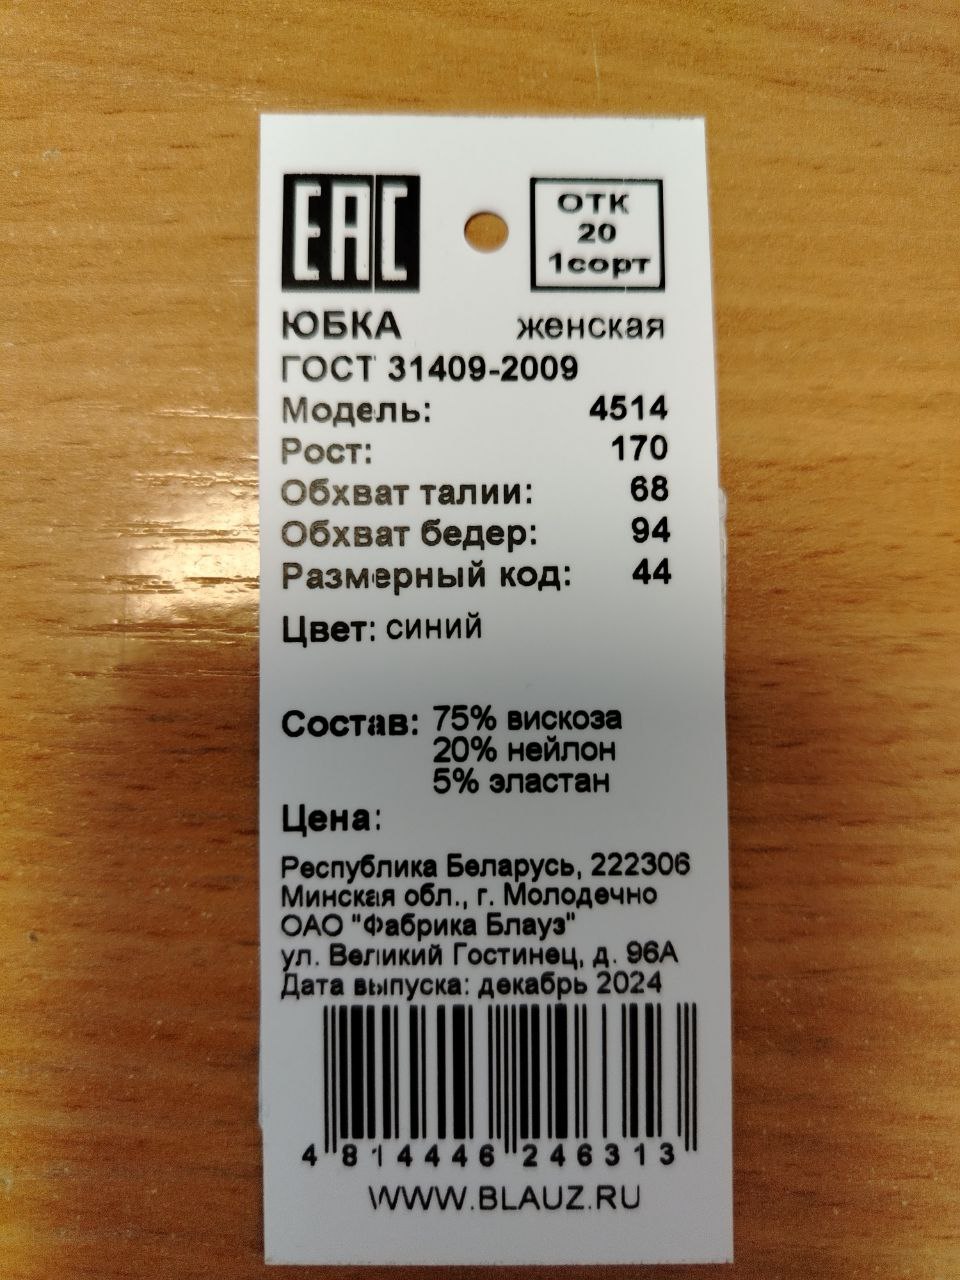 ЕАС
ОТК
20
1сорт
ЮБКА женская
ГОСТ 31409-2009
Модель: 4514
Рост: 170
Обхват талии: 68
Обхват бедер: 94
Размерный код: 44
Цвет: синий
Состав: 75% вискоза
20% нейлон
5% эластан
Цена:
Республика Беларусь, 222306
Минская обл., г. Молодечно
ОАО "Фабрика Блауз"
ул. Великий Гостинец, д. 96А
Дата выпуска: декабрь 2024
4 814446 246313
WWW.BLAUZ.RU